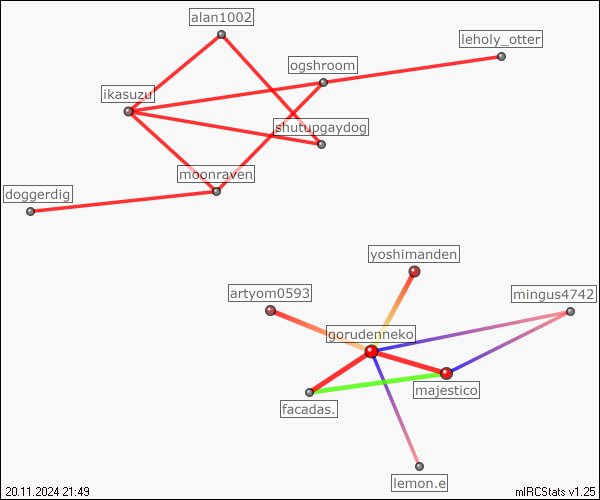 alan1002
leholy_otter
ogshroom
ikasuzu
shutupgaydog
moonraven
doggerdig
yoshimanden
artyom0593
mingus4742
gorudenneko
majestico
facadas.
lemon.e
20.11.2024 21:49
mIRCStats v1.25